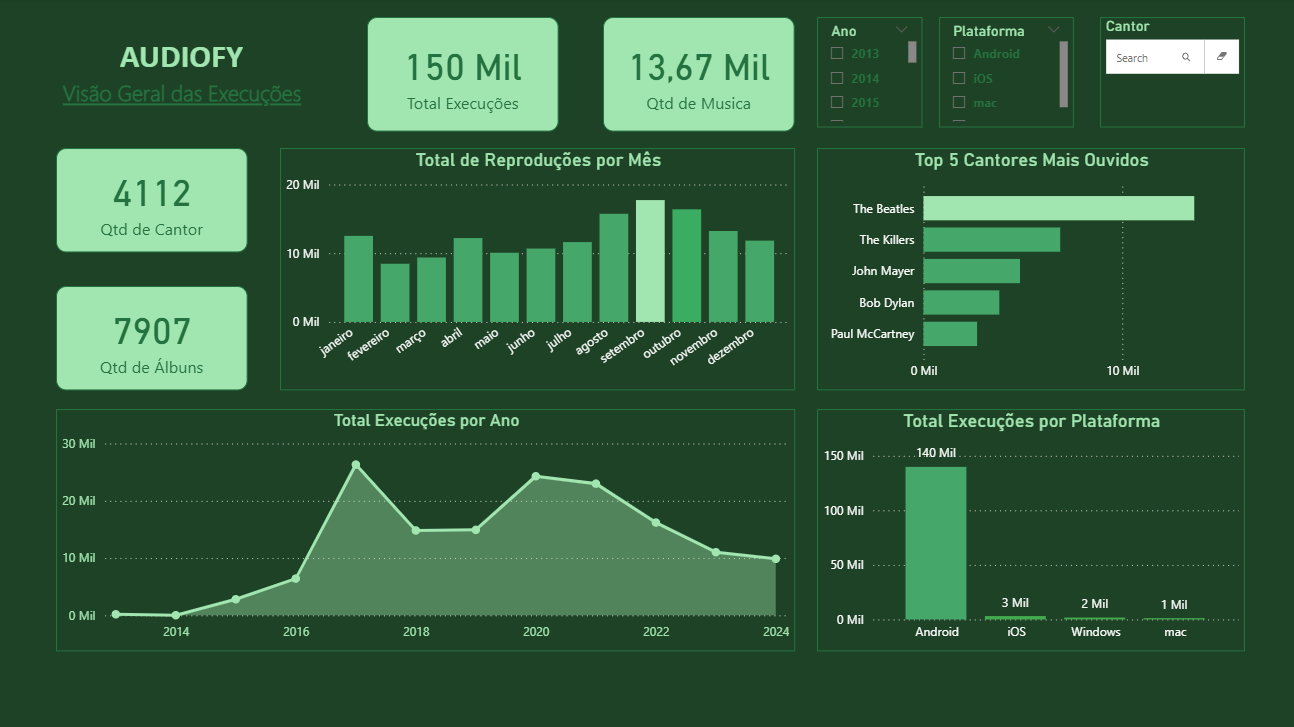 AUDIOFY
Visão Geral das Execuções
150 Mil
Total Execuções
13,67 Mil
Qtd de Musica
Ano
2013
2014
2015
Plataforma
Android
iOS
mac
Cantor
Search
4112
Qtd de Cantor
7907
Qtd de Álbuns
Total de Reproduções por Mês
20 Mil
10 Mil
0 Mil
janeiro
fevereiro
março
abril
maio
junho
julho
agosto
setembro
outubro
novembro
dezembro
Top 5 Cantores Mais Ouvidos
The Beatles
The Killers
John Mayer
Bob Dylan
Paul McCartney
0 Mil
10 Mil
Total Execuções por Ano
30 Mil
20 Mil
10 Mil
0 Mil
2014
2016
2018
2020
2022
2024
Total Execuções por Plataforma
150 Mil
100 Mil
50 Mil
0 Mil
140 Mil
3 Mil
2 Mil
1 Mil
Android
iOS
Windows
mac